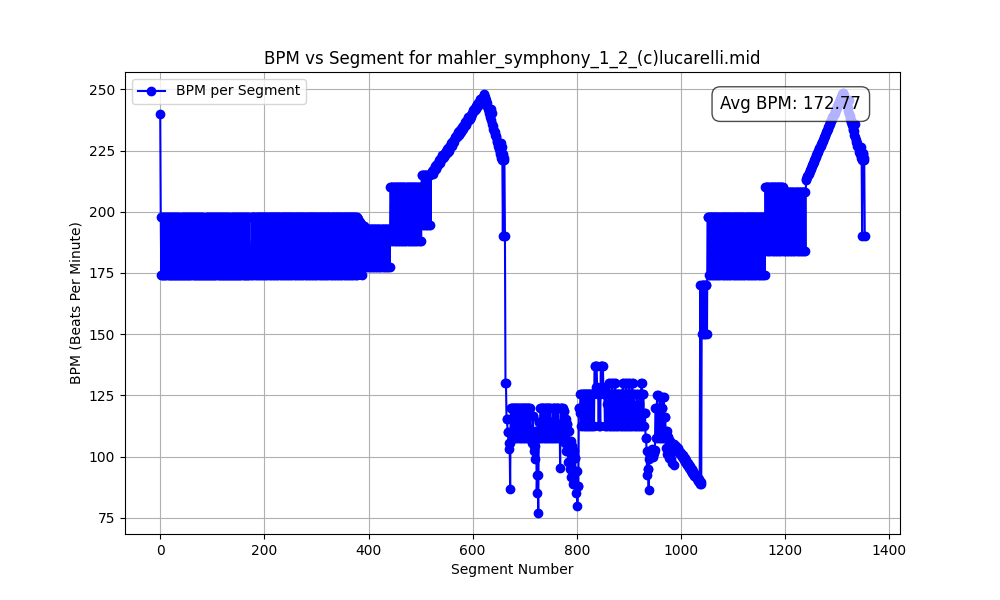 BPM vs Segment for mahler_symphony_1_2_(c)lucarelli.mid
BPM per Segment
Avg BPM: 172.77
BPM (Beats Per Minute)
250
225
200
175
150
125
100
75
0 200 400 600 800 1000 1200 1400
Segment Number